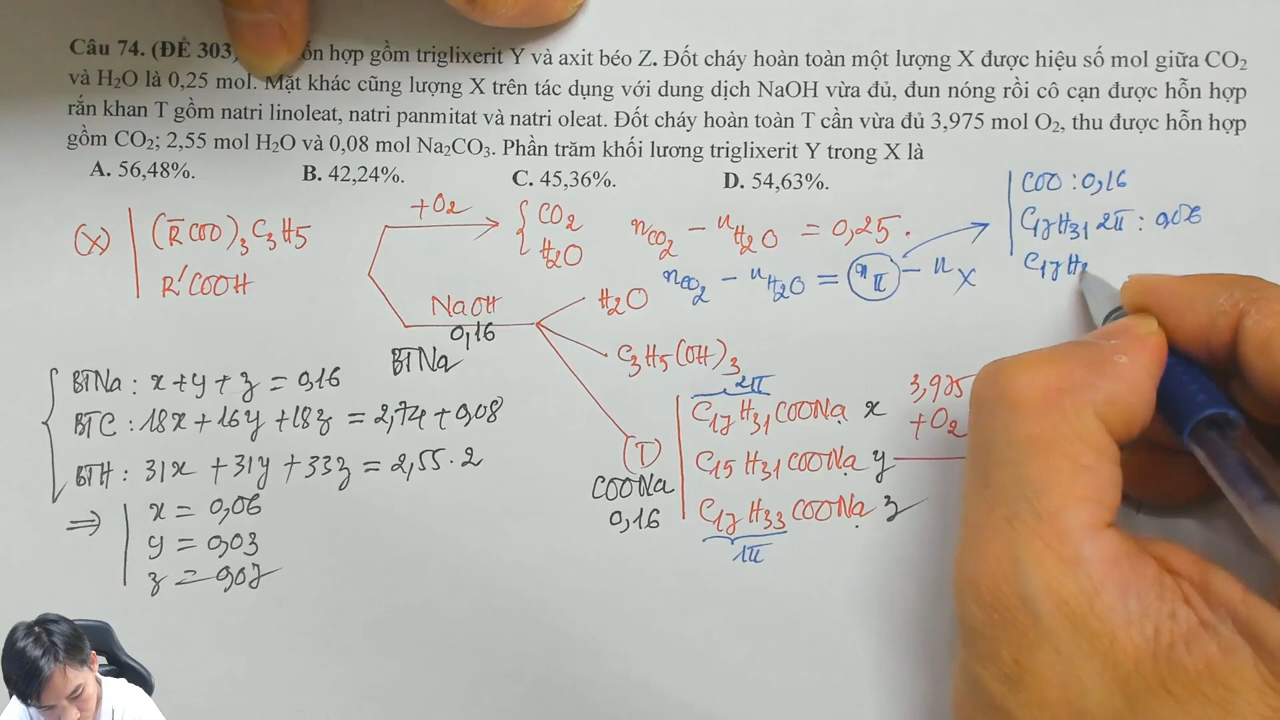 Câu 74. (ĐỀ 303) hợp gồm triglixerit Y và axit béo Z. Đốt cháy hoàn toàn một lượng X được hiệu số mol giữa CO₂
và H₂O là 0,25 mol. Mặt khác cũng lượng X trên tác dụng với dung dịch NaOH vừa đủ, đun nóng rồi cô cạn được hỗn hợp
rắn khan T gồm natri linoleat, natri panmitat và natri oleat. Đốt cháy hoàn toàn T cần vừa đủ 3,975 mol O₂, thu được hỗn hợp
gồm CO₂; 2,55 mol H₂O và 0,08 mol Na₂CO₃. Phần trăm khối lương triglixerit Y trong X là
A. 56,48%. B. 42,24%. C. 45,36%. D. 54,63%.
(X) (R̅COO)₃C₃H₅
R'COOH
+O₂
CO₂
H₂O
nCO₂ - nH₂O = 0,25.
nCO₂ - nH₂O = nπ - nX
COO : 0,16
C₁₇H₃₁ 2π : 0,06
C₁₇H
NaOH
0,16
BTNa
H₂O
C₃H₅(OH)₃
(T)
COONa
0,16
2π
C₁₇H₃₁COONa x
C₁₅H₃₁COONa y
C₁₇H₃₃COONa z
1π
3,975
+O₂
BTNa : x + y + z = 0,16
BTC : 18x + 16y + 18z = 2,74 + 0,08
BTH : 31x + 31y + 33z = 2,55.2
⇒ x = 0,06
y = 0,03
z = 0,07